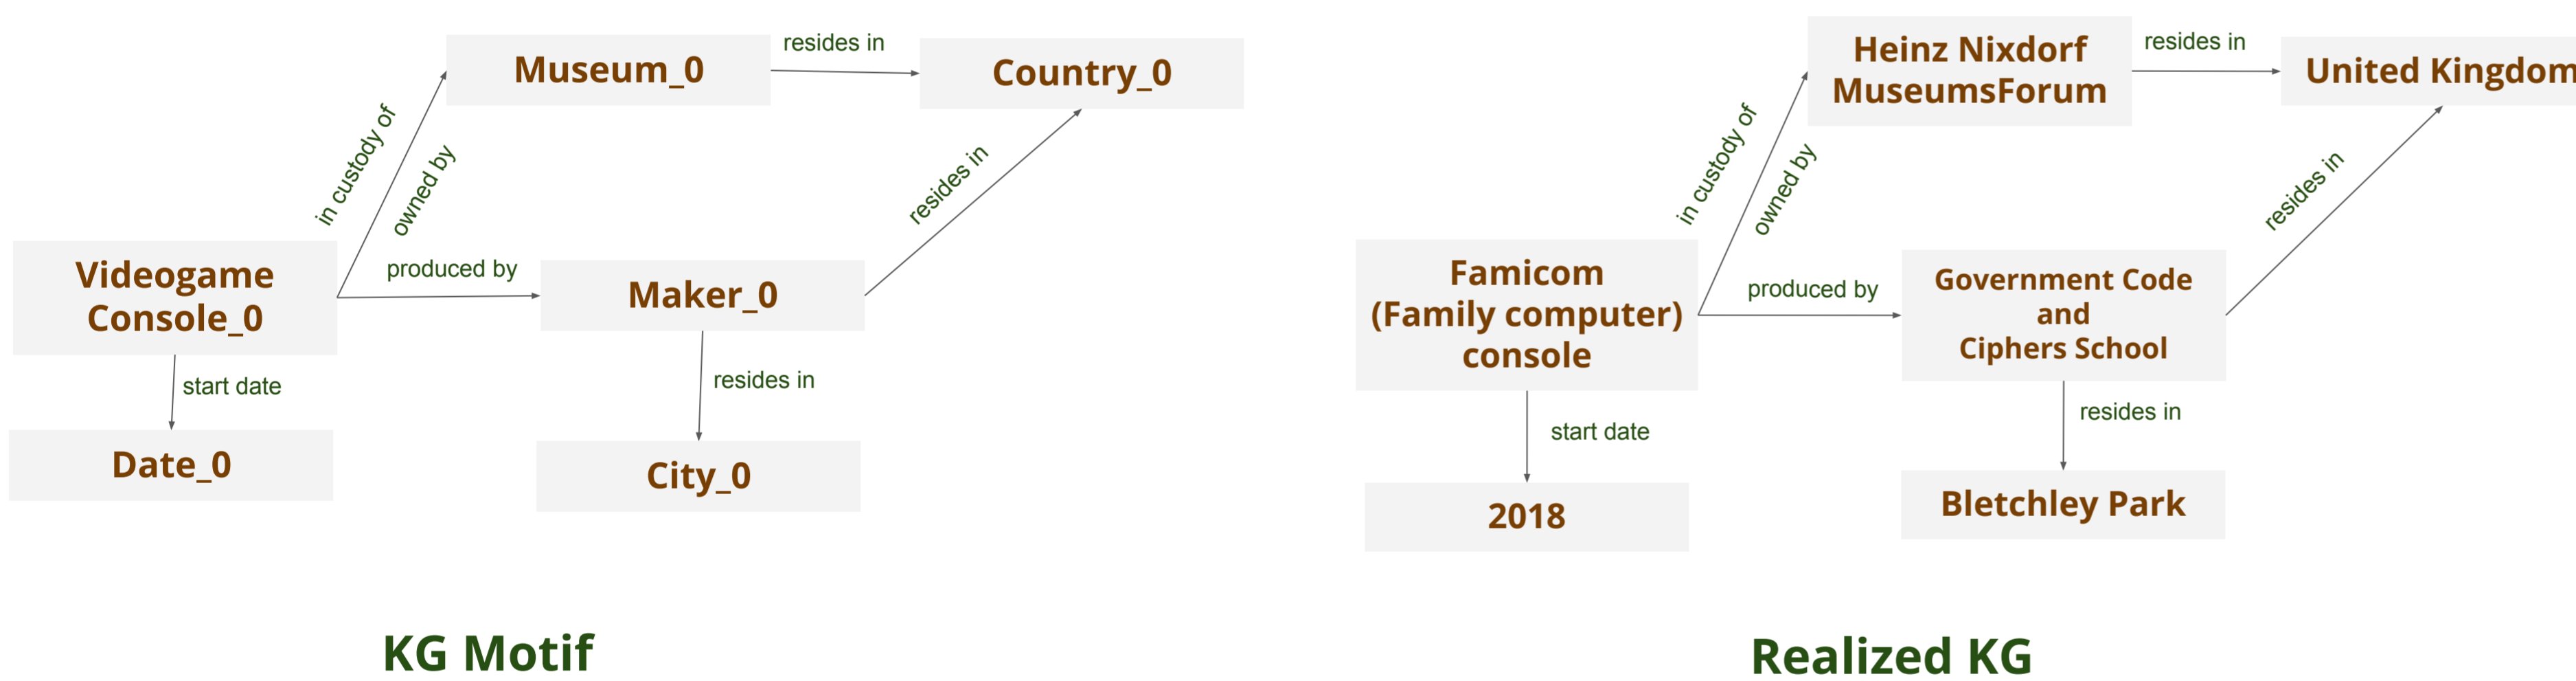 Museum_0
resides in
Country_0
in custody of
owned by
resides in
Videogame
Console_0
produced by
Maker_0
start date
resides in
Date_0
City_0
KG Motif
Heinz Nixdorf
MuseumsForum
resides in
United Kingdom
in custody of
owned by
resides in
Famicom
(Family computer)
console
produced by
Government Code
and
Ciphers School
start date
resides in
2018
Bletchley Park
Realized KG